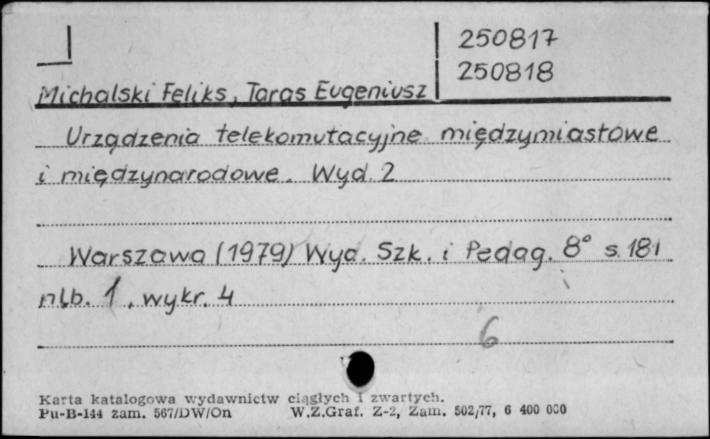 250817
250818
Michalski Feliks, Taras Eugeniusz
Urządzenia telekomutacyjne międzymiastowe
i międzynarodowe. Wyd. 2
Warszawa (1979) Wyd. Szk. i Pedag. 8° s. 181
nlb. 1, wykr. 4
6
Karta katalogowa wydawnictw ciągłych i zwartych.
Pu-B-144 zam. 567/DW/On W.Z.Graf. Z-2, Zam. 502/77, 6 400 000